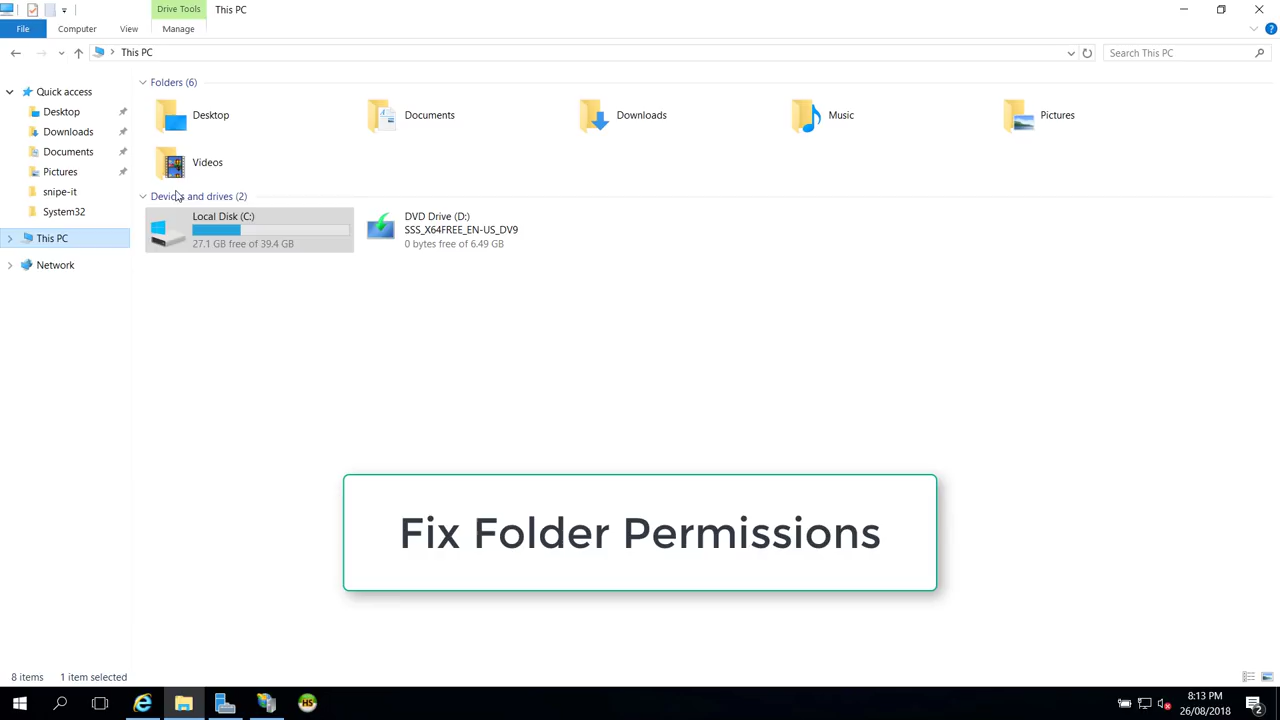 Drive Tools
This PC
File
Computer
View
Manage
This PC
Search This PC
Quick access
Desktop
Downloads
Documents
Pictures
snipe-it
System32
This PC
Network
Folders (6)
Desktop
Documents
Downloads
Music
Pictures
Videos
Devices and drives (2)
Local Disk (C:)
27.1 GB free of 39.4 GB
DVD Drive (D:)
SSS_X64FREE_EN-US_DV9
0 bytes free of 6.49 GB
Fix Folder Permissions
8 items
1 item selected
HS
8:13 PM
26/08/2018
2